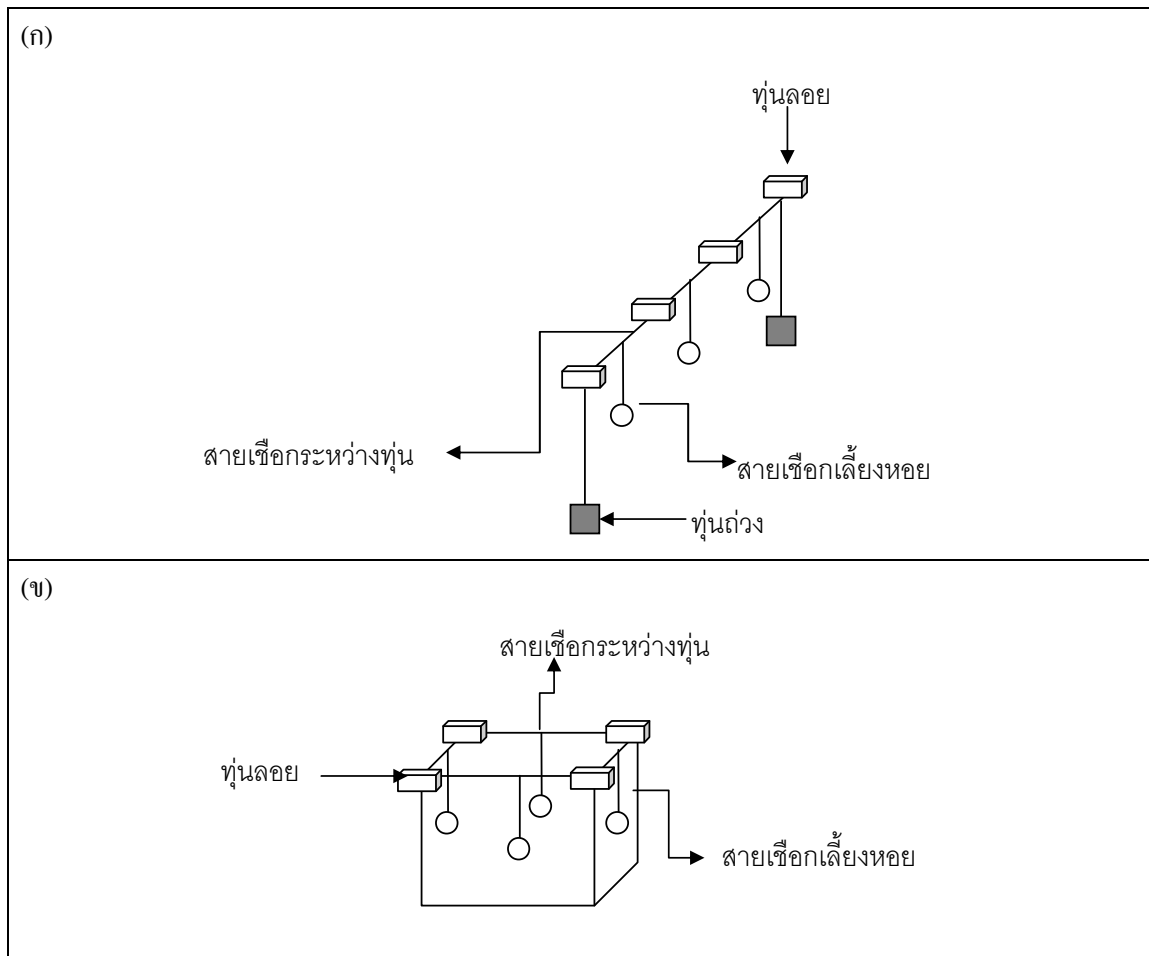 (ก)
ทุ่นลอย
สายเชือกระหว่างทุ่น
สายเชือกเลี้ยงหอย
ทุ่นถ่วง
(ข)
สายเชือกระหว่างทุ่น
ทุ่นลอย
สายเชือกเลี้ยงหอย